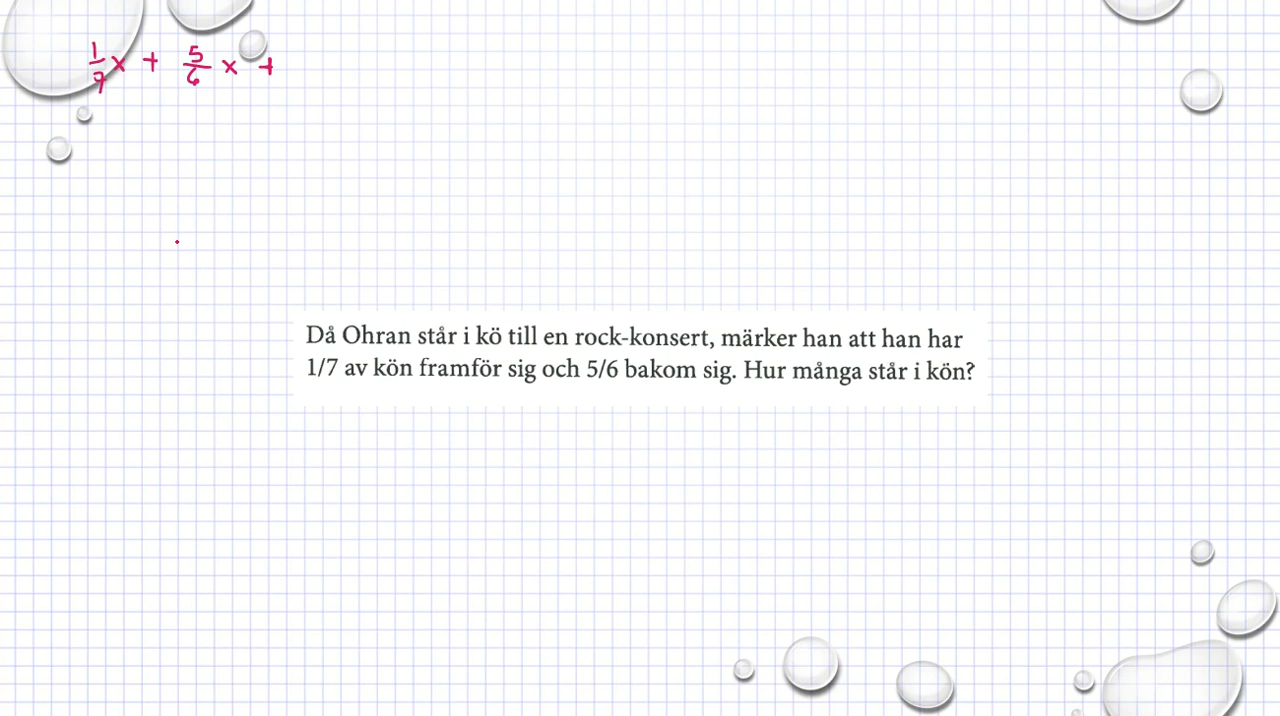 1/7 x + 5/6 x +
Då Ohran står i kö till en rock-konsert, märker han att han har
1/7 av kön framför sig och 5/6 bakom sig. Hur många står i kön?